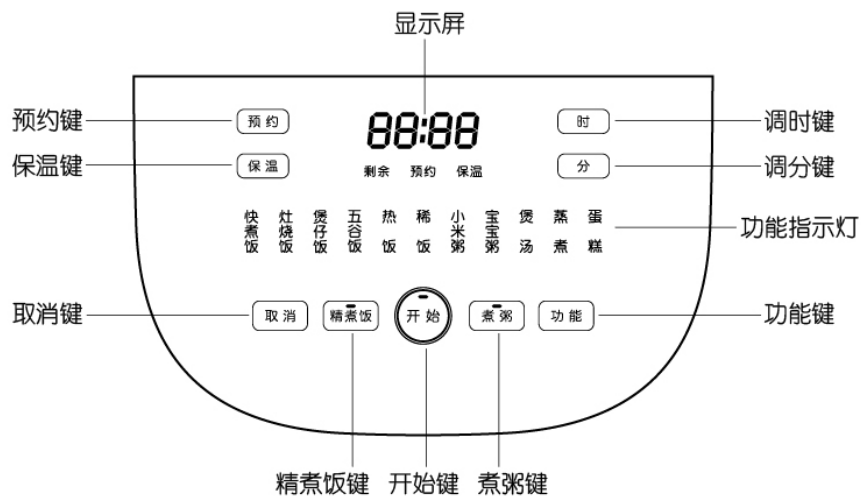 显示屏
预约键 预约 88:88 时 调时键
保温键 保温 剩余 预约 保温 分 调分键
快煮饭 灶烧饭 煲仔饭 五谷饭 热饭 稀饭 小米粥 宝宝粥 煲汤 蒸煮 蛋糕 功能指示灯
取消键 取消 精煮饭 开始 煮粥 功能 功能键
精煮饭键 开始键 煮粥键